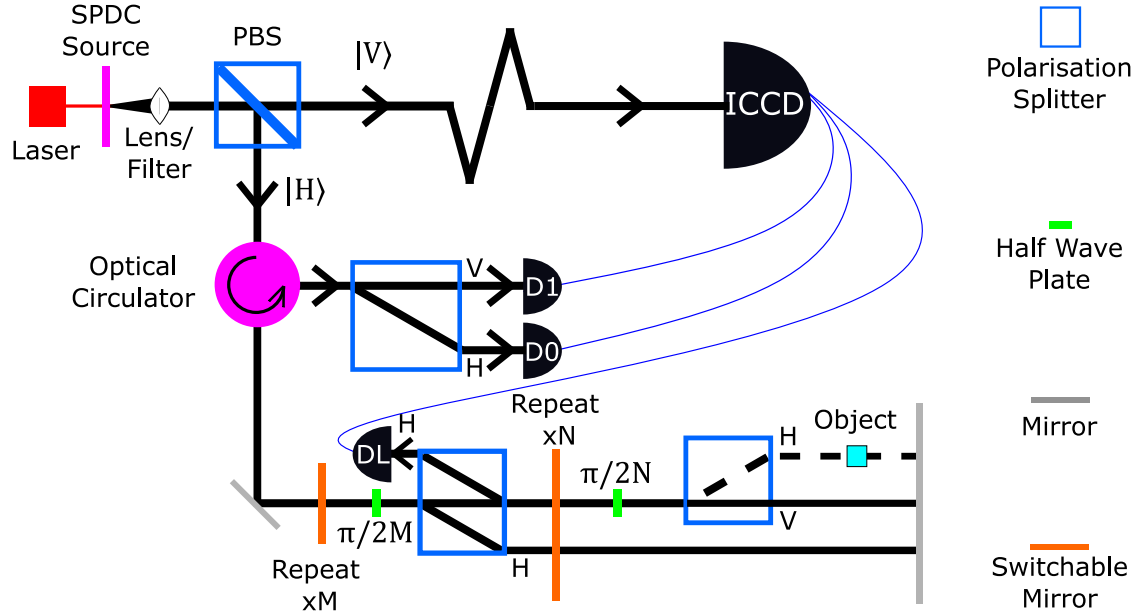 SPDC
Source
PBS
|V⟩
ICCD
Polarisation
Splitter
Laser
Lens/
Filter
|H⟩
Half Wave
Plate
Optical
Circulator
V
D1
H
D0
Repeat
xN
Object
Mirror
H
DL
π/2N
H
V
π/2M
H
Repeat
xM
Switchable
Mirror